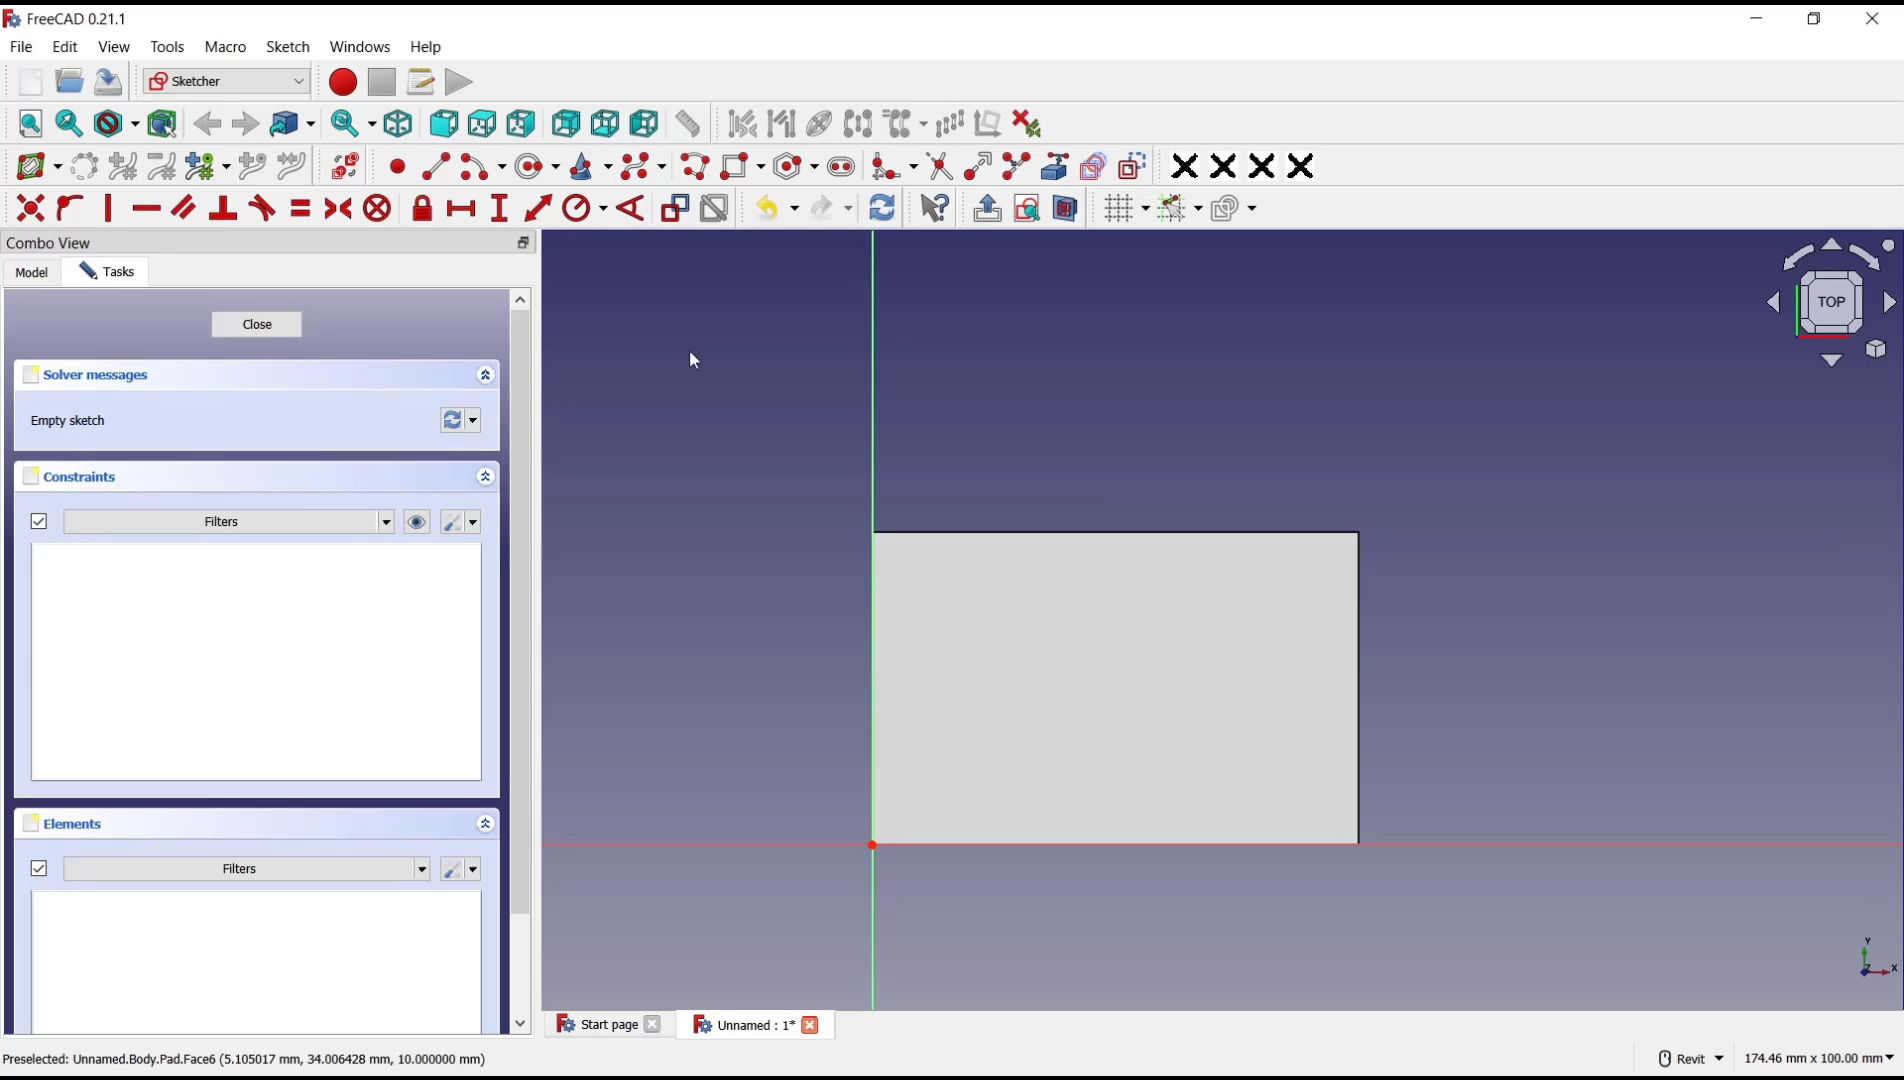 FreeCAD 0.21.1
File Edit View Tools Macro Sketch Windows Help
Sketcher
Combo View
Model Tasks
Close
Solver messages
Empty sketch
Constraints
Filters
Elements
Filters
TOP
Y
Z X
Start page Unnamed : 1*
Preselected: Unnamed.Body.Pad.Face6 (5.105017 mm, 34.006428 mm, 10.000000 mm) Revit 174.46 mm x 100.00 mm